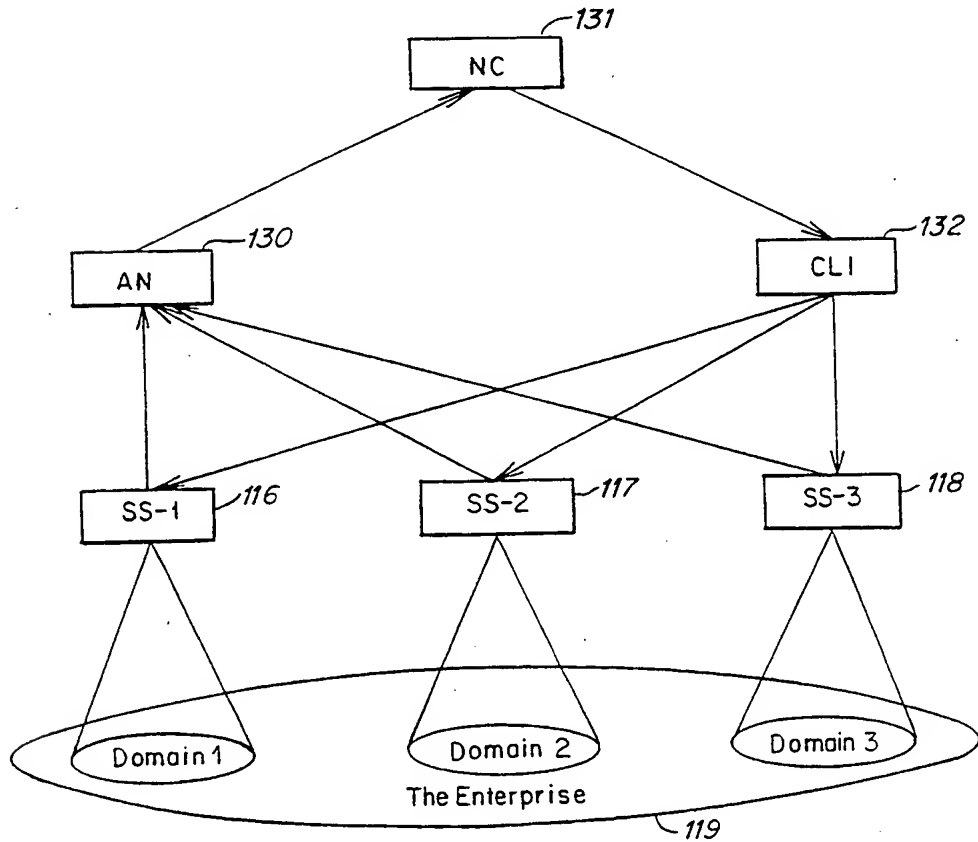 131
NC
130
AN
132
CLI
SS-1
116
SS-2
117
SS-3
118
Domain 1
Domain 2
Domain 3
The Enterprise
119